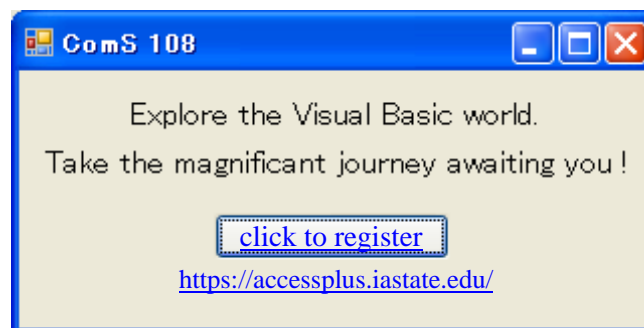 ComS 108
Explore the Visual Basic world.
Take the magnificant journey awaiting you !
click to register
https://accessplus.iastate.edu/